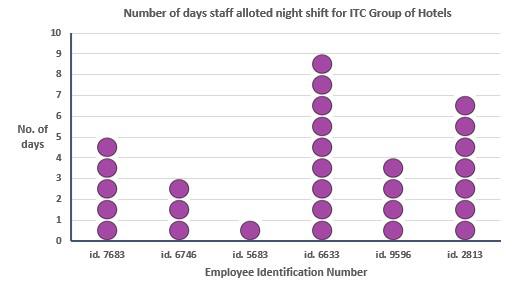 Number of days staff alloted night shift for ITC Group of Hotels
10
9
8
7
6
5
4
3
2
1
0
No. of
days
id. 7683 id. 6746 id. 5683 id. 6633 id. 9596 id. 2813
Employee Identification Number